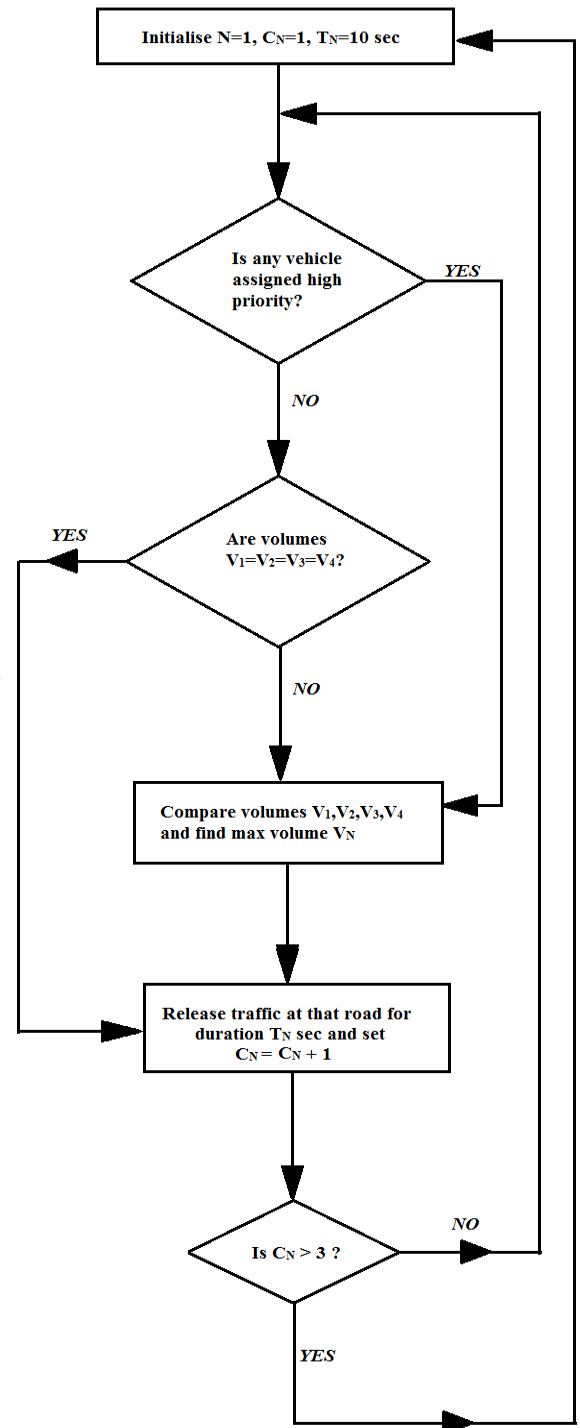 Initialise N=1, CN=1, TN=10 sec
Is any vehicle
assigned high
priority?
YES
NO
Are volumes
V1=V2=V3=V4?
YES
NO
Compare volumes V1,V2,V3,V4
and find max volume VN
Release traffic at that road for
duration TN sec and set
CN= CN + 1
Is CN > 3 ?
NO
YES